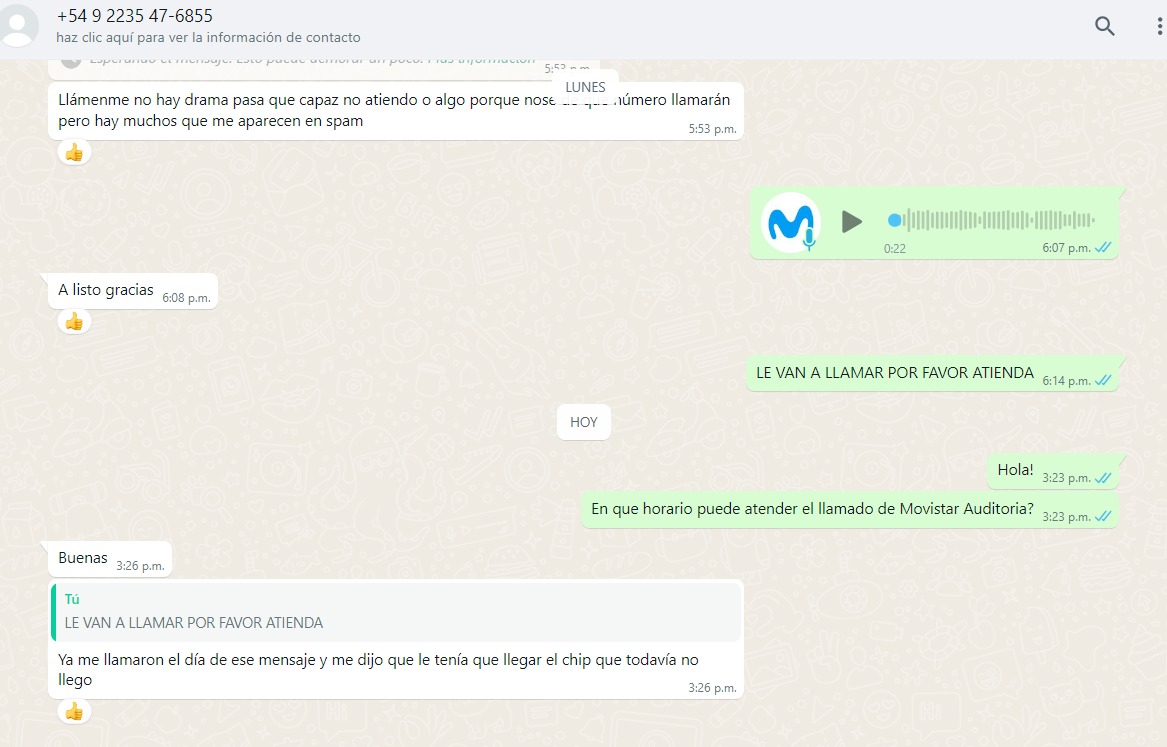 +54 9 2235 47-6855
haz clic aquí para ver la información de contacto
Esperando el mensaje. Esto puede demorar un poco. Más información
5:53 p.m.
LUNES
Llámenme no hay drama pasa que capaz no atiendo o algo porque nose de que número llamarán
pero hay muchos que me aparecen en spam
5:53 p.m.
0:22
6:07 p.m.
A listo gracias 6:08 p.m.
LE VAN A LLAMAR POR FAVOR ATIENDA 6:14 p.m.
HOY
Hola! 3:23 p.m.
En que horario puede atender el llamado de Movistar Auditoria? 3:23 p.m.
Buenas 3:26 p.m.
Tú
LE VAN A LLAMAR POR FAVOR ATIENDA
Ya me llamaron el día de ese mensaje y me dijo que le tenía que llegar el chip que todavía no
llego
3:26 p.m.